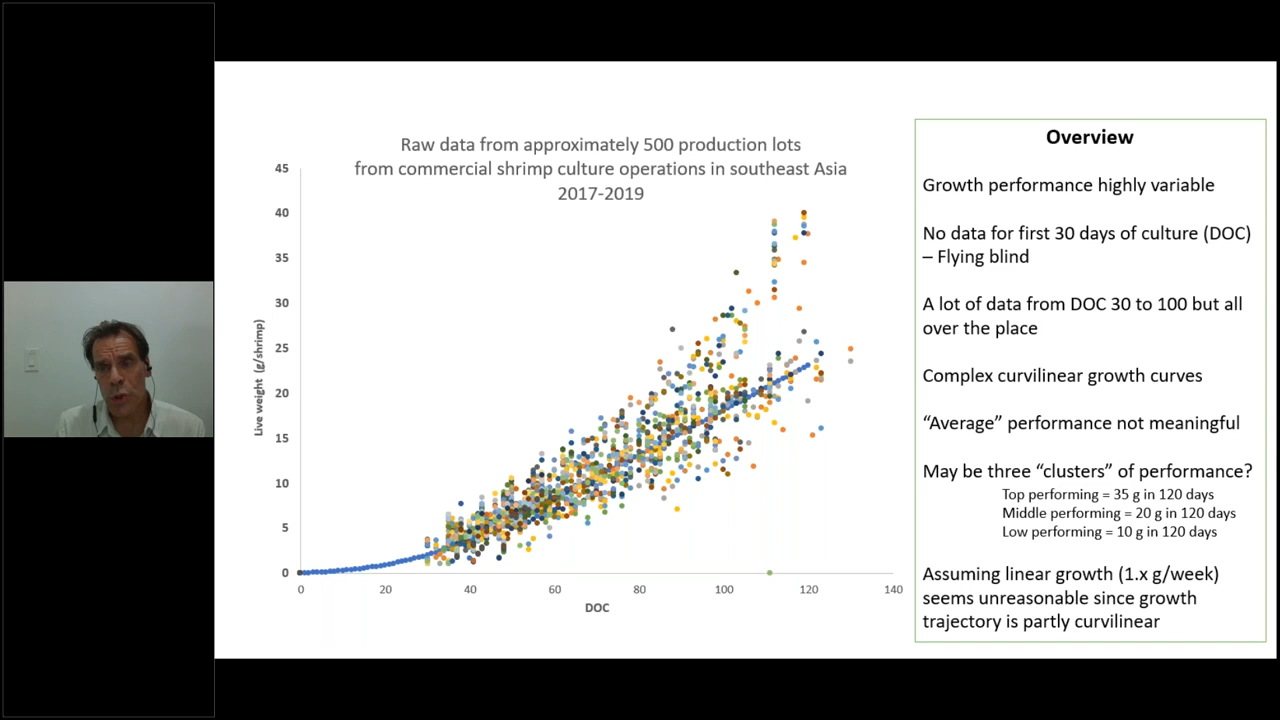 Raw data from approximately 500 production lots
from commercial shrimp culture operations in southeast Asia
2017-2019
45
40
35
30
25
20
15
10
5
0
Live weight (g/shrimp)
0 20 40 60 80 100 120 140
DOC
Overview
Growth performance highly variable
No data for first 30 days of culture (DOC)
– Flying blind
A lot of data from DOC 30 to 100 but all
over the place
Complex curvilinear growth curves
“Average” performance not meaningful
May be three “clusters” of performance?
Top performing = 35 g in 120 days
Middle performing = 20 g in 120 days
Low performing = 10 g in 120 days
Assuming linear growth (1.x g/week)
seems unreasonable since growth
trajectory is partly curvilinear